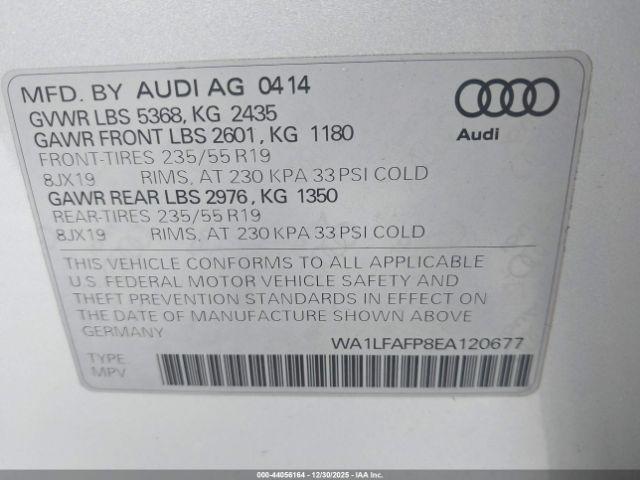 MFD. BY AUDI AG 0414
GVWR LBS 5368, KG 2435
GAWR FRONT LBS 2601, KG 1180
FRONT-TIRES 235/55 R19
8JX19 RIMS, AT 230 KPA 33 PSI COLD
GAWR REAR LBS 2976, KG 1350
REAR-TIRES 235/55 R19
8JX19 RIMS, AT 230 KPA 33 PSI COLD
Audi
THIS VEHICLE CONFORMS TO ALL APPLICABLE
U.S. FEDERAL MOTOR VEHICLE SAFETY AND
THEFT PREVENTION STANDARDS IN EFFECT ON
THE DATE OF MANUFACTURE SHOWN ABOVE.
GERMANY
WA1LFAFP8EA120677
TYPE
MPV
000-44056164 - 12/30/2025 - IAA Inc.